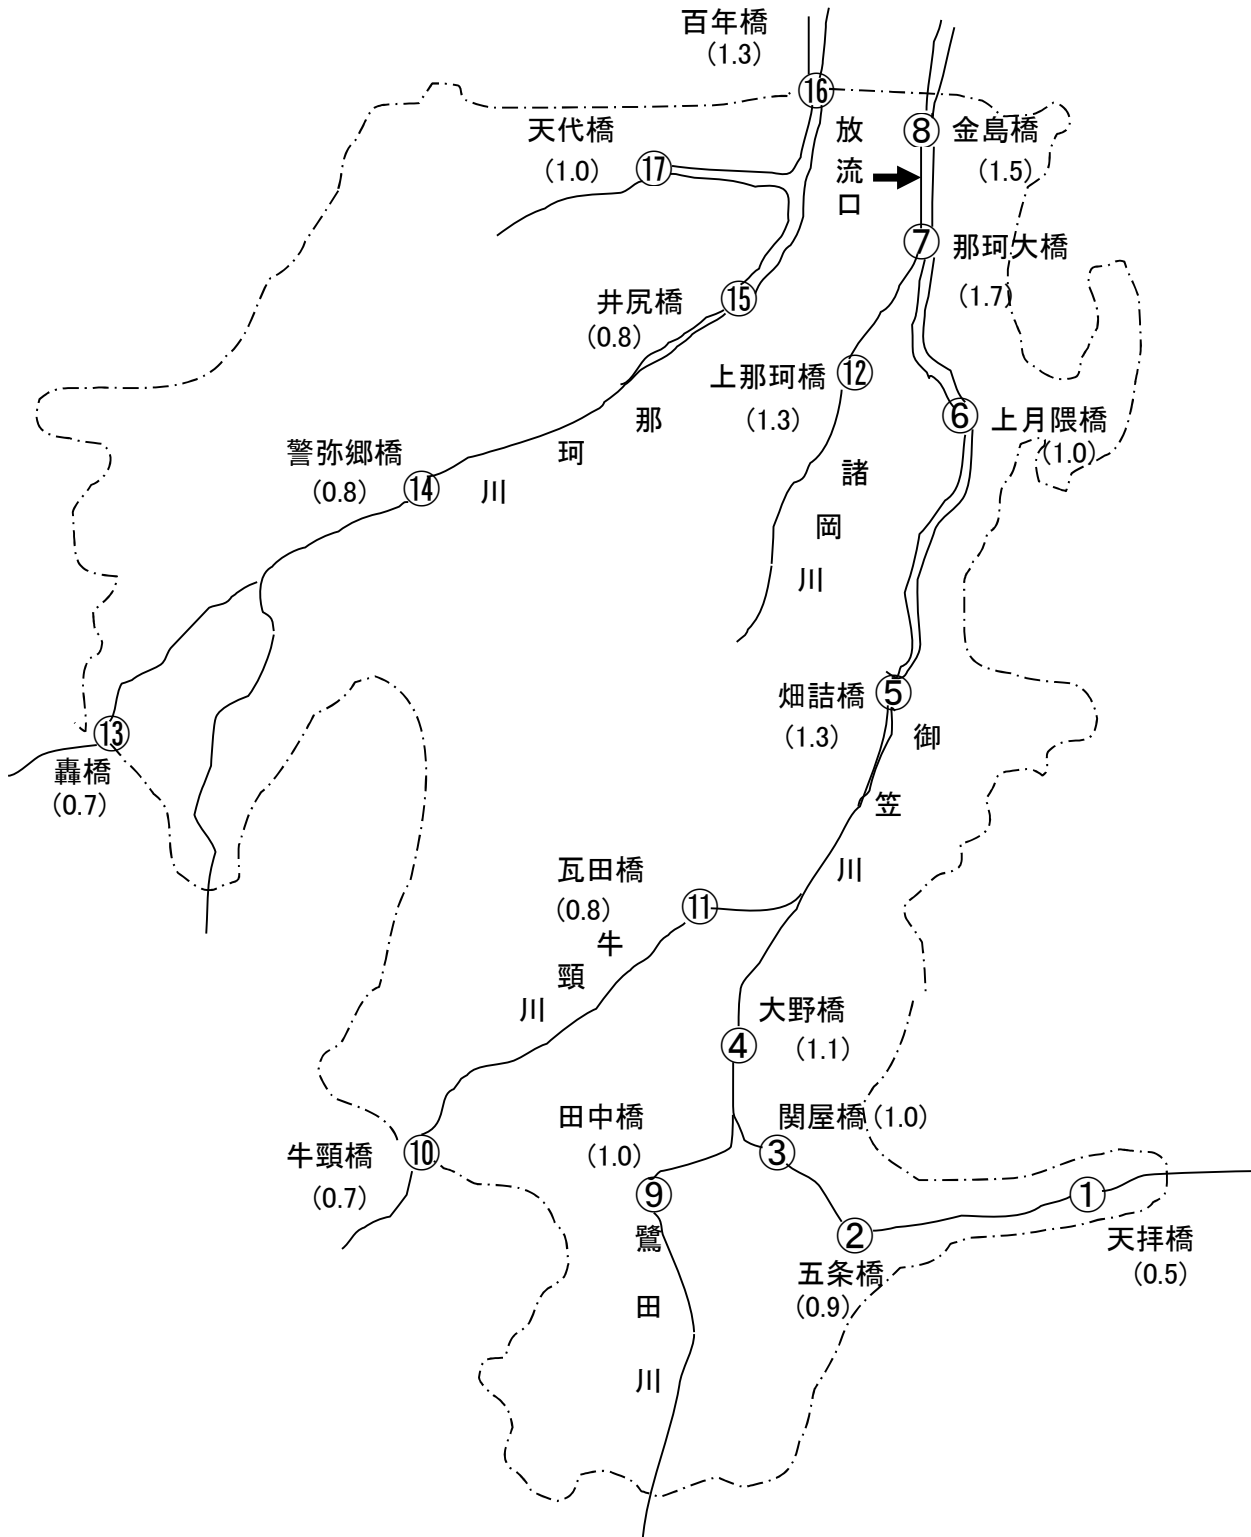 百年橋
(1.3)
⑯
天代橋
(1.0)
⑰
放流口
⑧
金島橋
(1.5)
⑦
那珂大橋
(1.7)
井尻橋
(0.8)
⑮
上那珂橋
(1.3)
⑫
⑥
上月隈橋
(1.0)
警弥郷橋
(0.8)
⑭
那珂川
諸岡川
⑬
轟橋
(0.7)
畑詰橋
(1.3)
⑤
御笠川
瓦田橋
(0.8)
⑪
牛頸川
大野橋
(1.1)
④
田中橋
(1.0)
⑨
関屋橋(1.0)
③
牛頸橋
(0.7)
⑩
①
天拝橋
(0.5)
②
五条橋
(0.9)
鷺田川